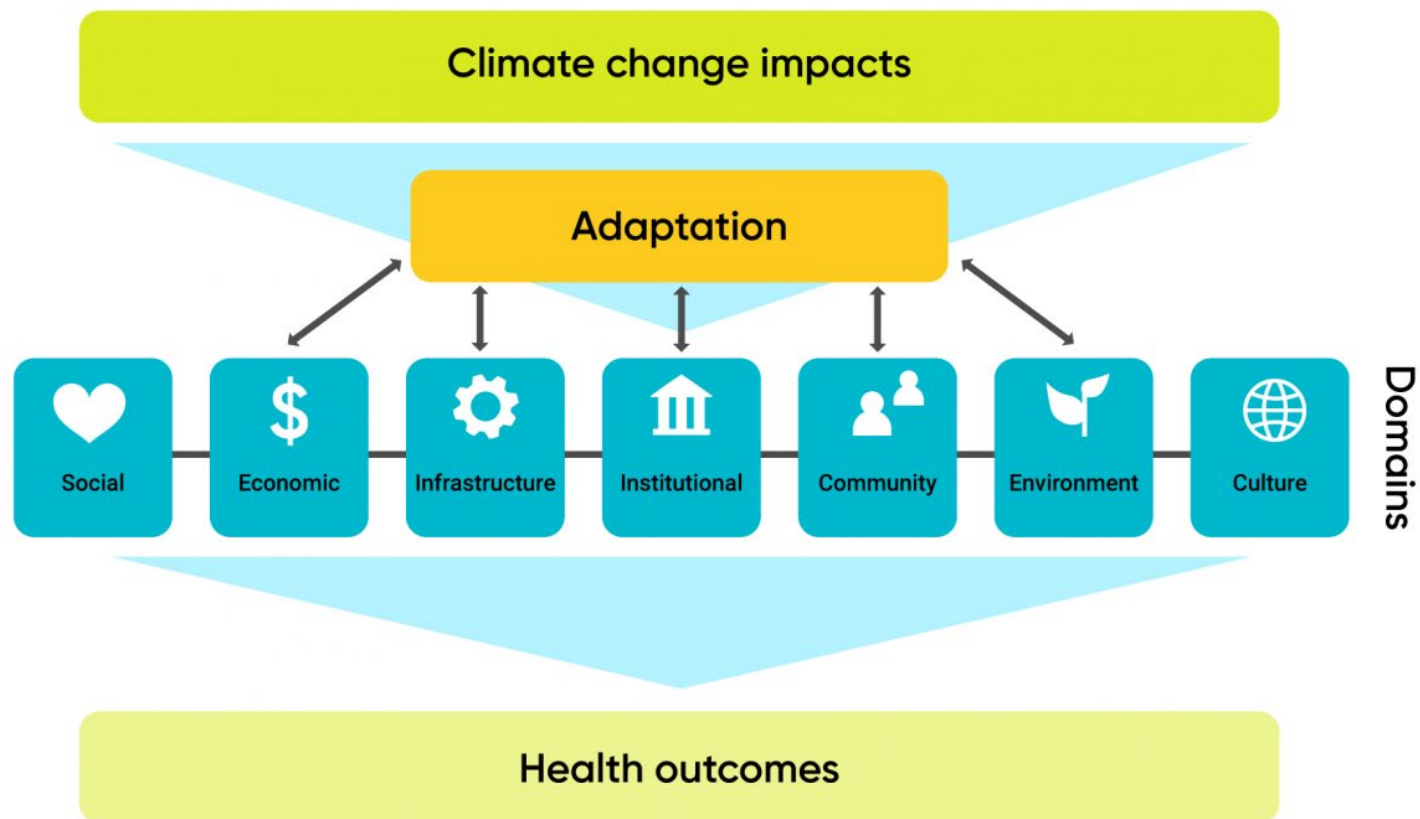 Climate change impacts
Adaptation
Social
Economic
Infrastructure
Institutional
Community
Environment
Culture
Domains
Health outcomes